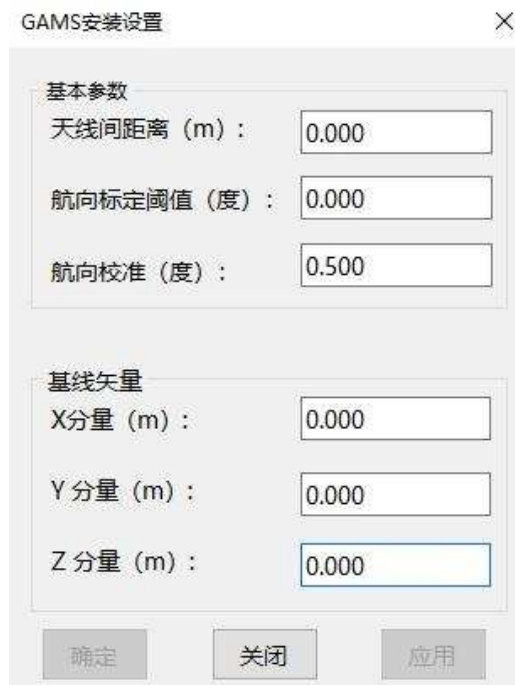 GAMS安装设置
基本参数
天线间距离（m）: 0.000
航向标定阈值（度）: 0.000
航向校准（度）: 0.500
基线矢量
X分量（m）: 0.000
Y 分量（m）: 0.000
Z 分量（m）: 0.000
确定 关闭 应用